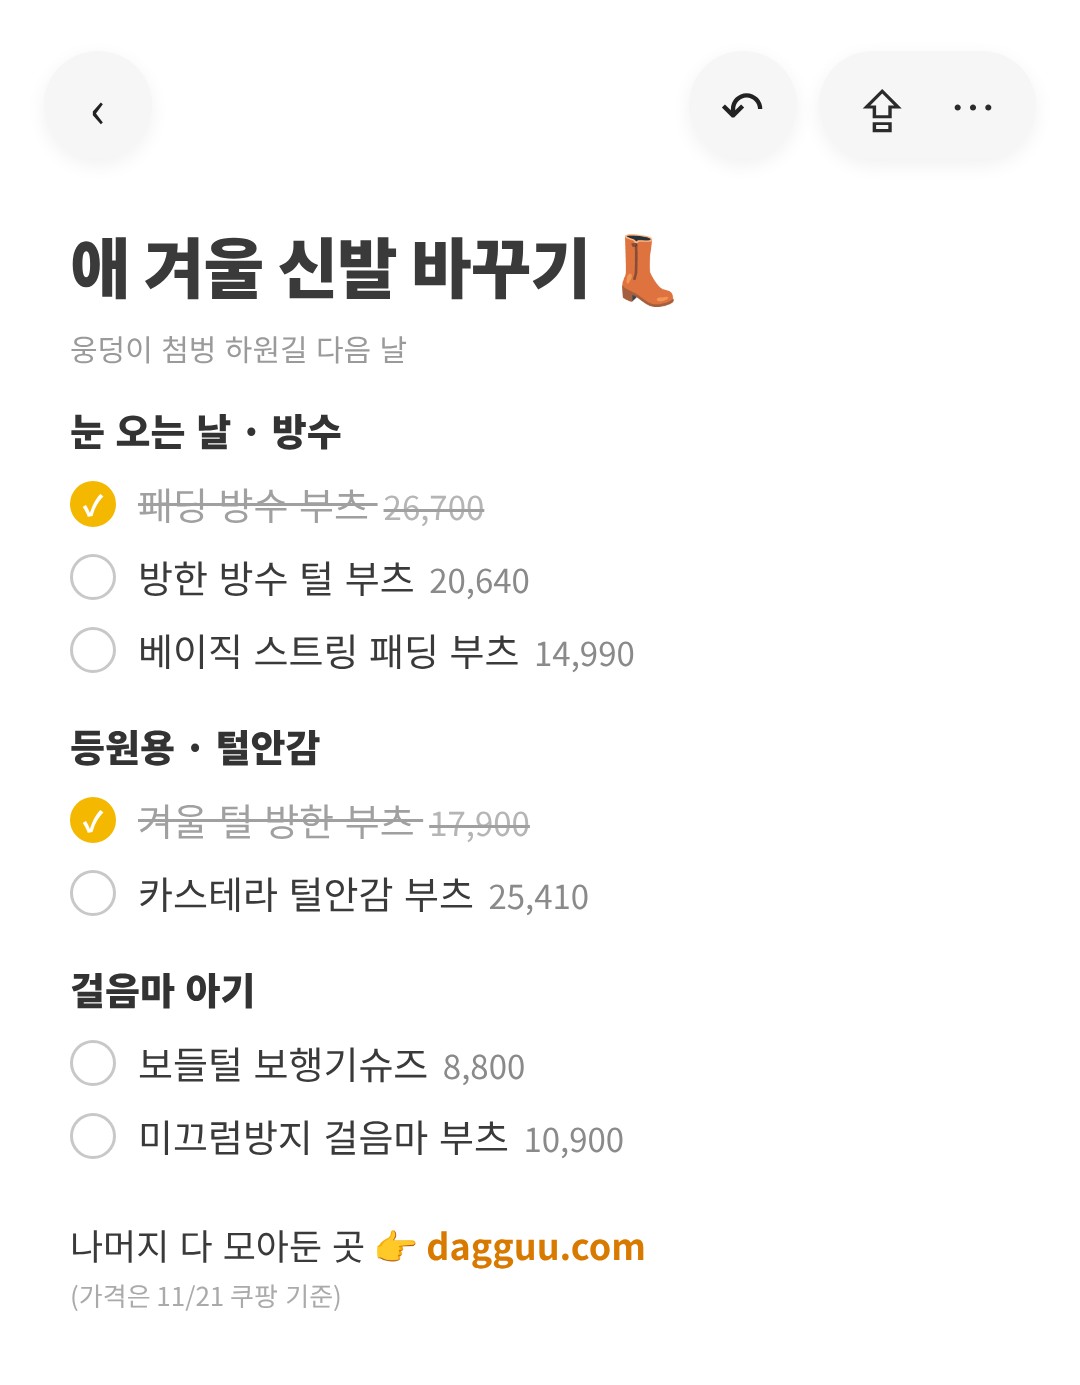 애 겨울 신발 바꾸기 👢
웅덩이 첨벙 하원길 다음 날
눈 오는 날 · 방수
패딩 방수 부츠 26,700
방한 방수 털 부츠 20,640
베이직 스트링 패딩 부츠 14,990
등원용 · 털안감
겨울 털 방한 부츠 17,900
카스테라 털안감 부츠 25,410
걸음마 아기
보들털 보행기슈즈 8,800
미끄럼방지 걸음마 부츠 10,900
나머지 다 모아둔 곳 👉 dagguu.com
(가격은 11/21 쿠팡 기준)